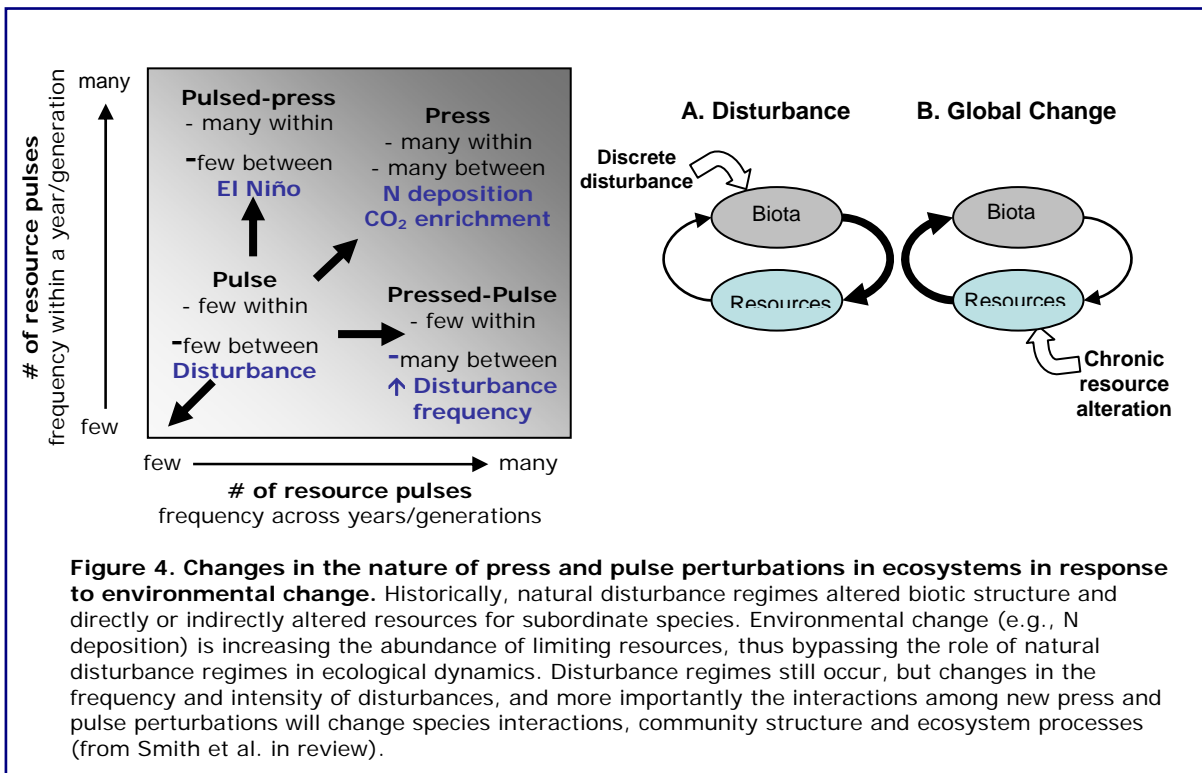 many
few
# of resource pulses
frequency within a year/generation
Pulsed-press
- many within
-few between
El Niño
Press
- many within
- many between
N deposition
CO₂ enrichment
Pulse
- few within
-few between
Disturbance
Pressed-Pulse
- few within
-many between
↑ Disturbance
frequency
few
many
# of resource pulses
frequency across years/generations
A. Disturbance
Discrete
disturbance
Biota
Resources
B. Global Change
Biota
Resources
Chronic
resource
alteration
Figure 4. Changes in the nature of press and pulse perturbations in ecosystems in response
to environmental change. Historically, natural disturbance regimes altered biotic structure and
directly or indirectly altered resources for subordinate species. Environmental change (e.g., N
deposition) is increasing the abundance of limiting resources, thus bypassing the role of natural
disturbance regimes in ecological dynamics. Disturbance regimes still occur, but changes in the
frequency and intensity of disturbances, and more importantly the interactions among new press and
pulse perturbations will change species interactions, community structure and ecosystem processes
(from Smith et al. in review).